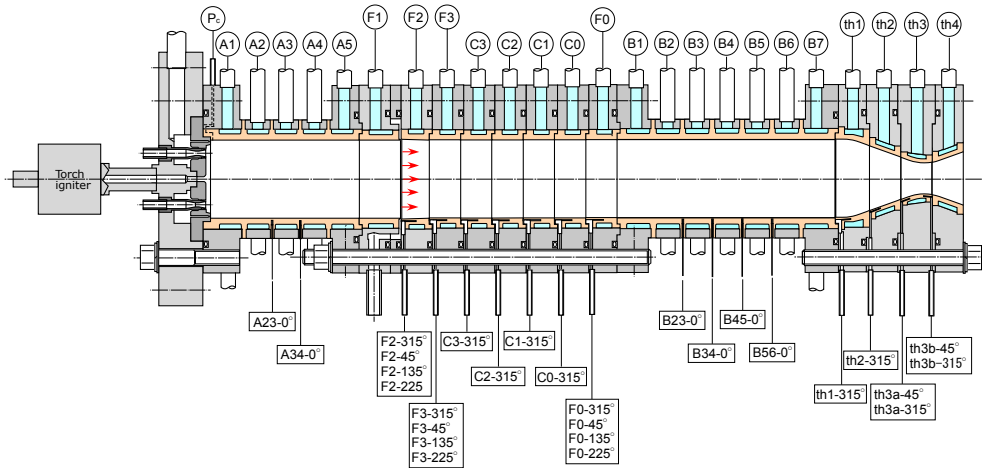 Pc
A1
A2
A3
A4
A5
F1
F2
F3
C3
C2
C1
C0
F0
B1
B2
B3
B4
B5
B6
B7
th1
th2
th3
th4
Torch
igniter
A23-0°
A34-0°
F2-315°
F2-45°
F2-135°
F2-225
F3-315°
F3-45°
F3-135°
F3-225°
C3-315°
C2-315°
C1-315°
C0-315°
F0-315°
F0-45°
F0-135°
F0-225°
B23-0°
B34-0°
B45-0°
B56-0°
th1-315°
th2-315°
th3a-45°
th3a-315°
th3b-45°
th3b-315°